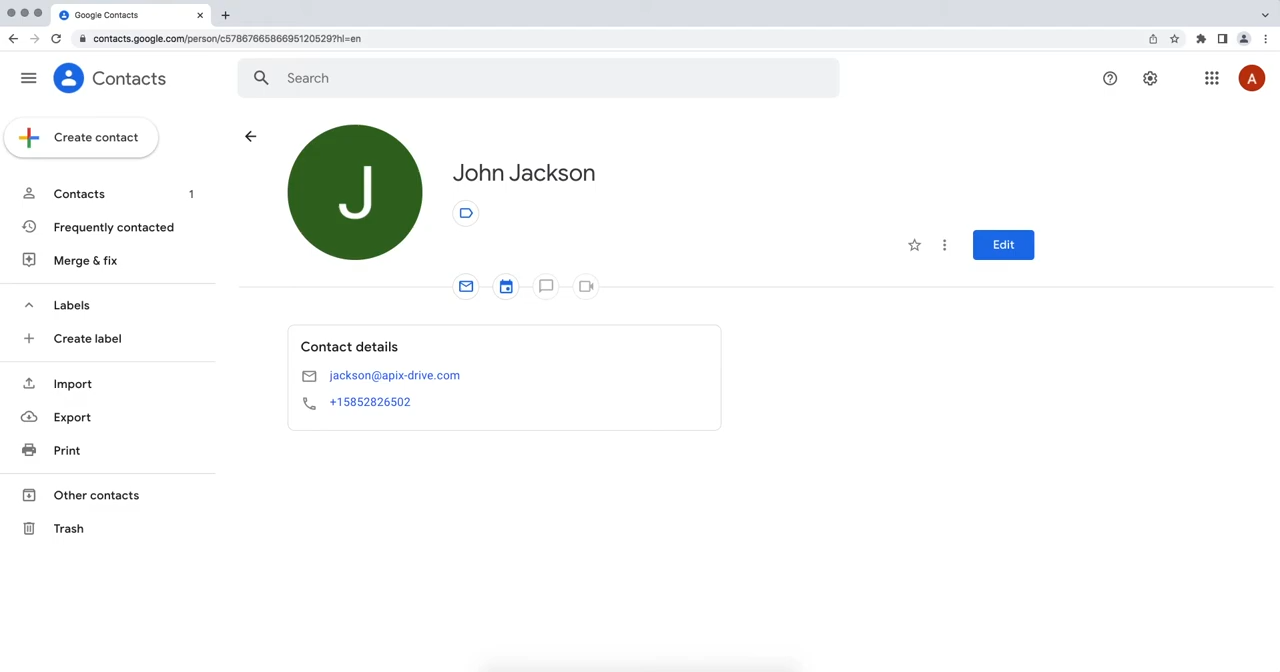 Google Contacts
contacts.google.com/person/c5786766586695120529?hl=en
Contacts
Search
A
Create contact
J
John Jackson
Contacts 1
Frequently contacted
Merge & fix
Edit
Labels
Create label
Contact details
jackson@apix-drive.com
+15852826502
Import
Export
Print
Other contacts
Trash